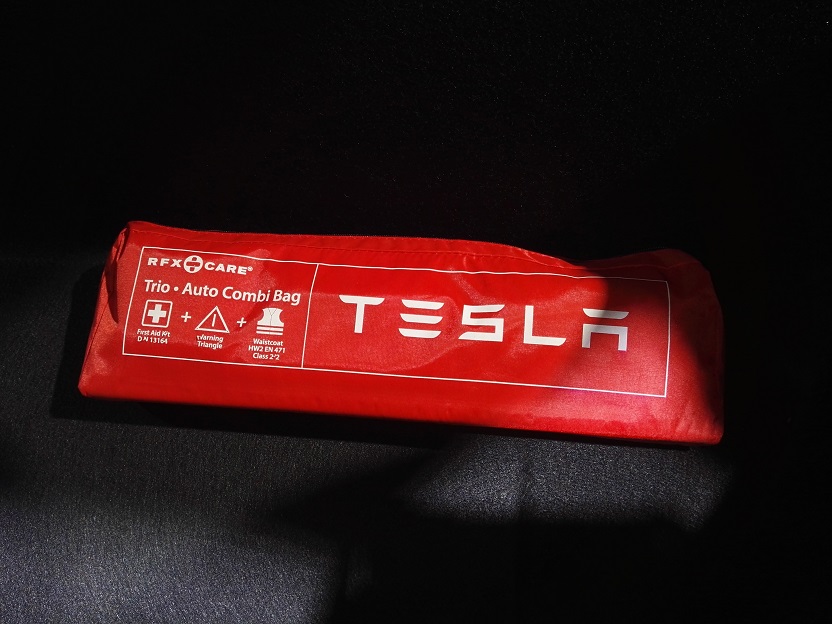 RFX CARE®
Trio • Auto Combi Bag
First Aid Kit
DIN 13164
+
Warning
Triangle
+
Waistcoat
HW2 EN 471
Class 2·2
TESLA